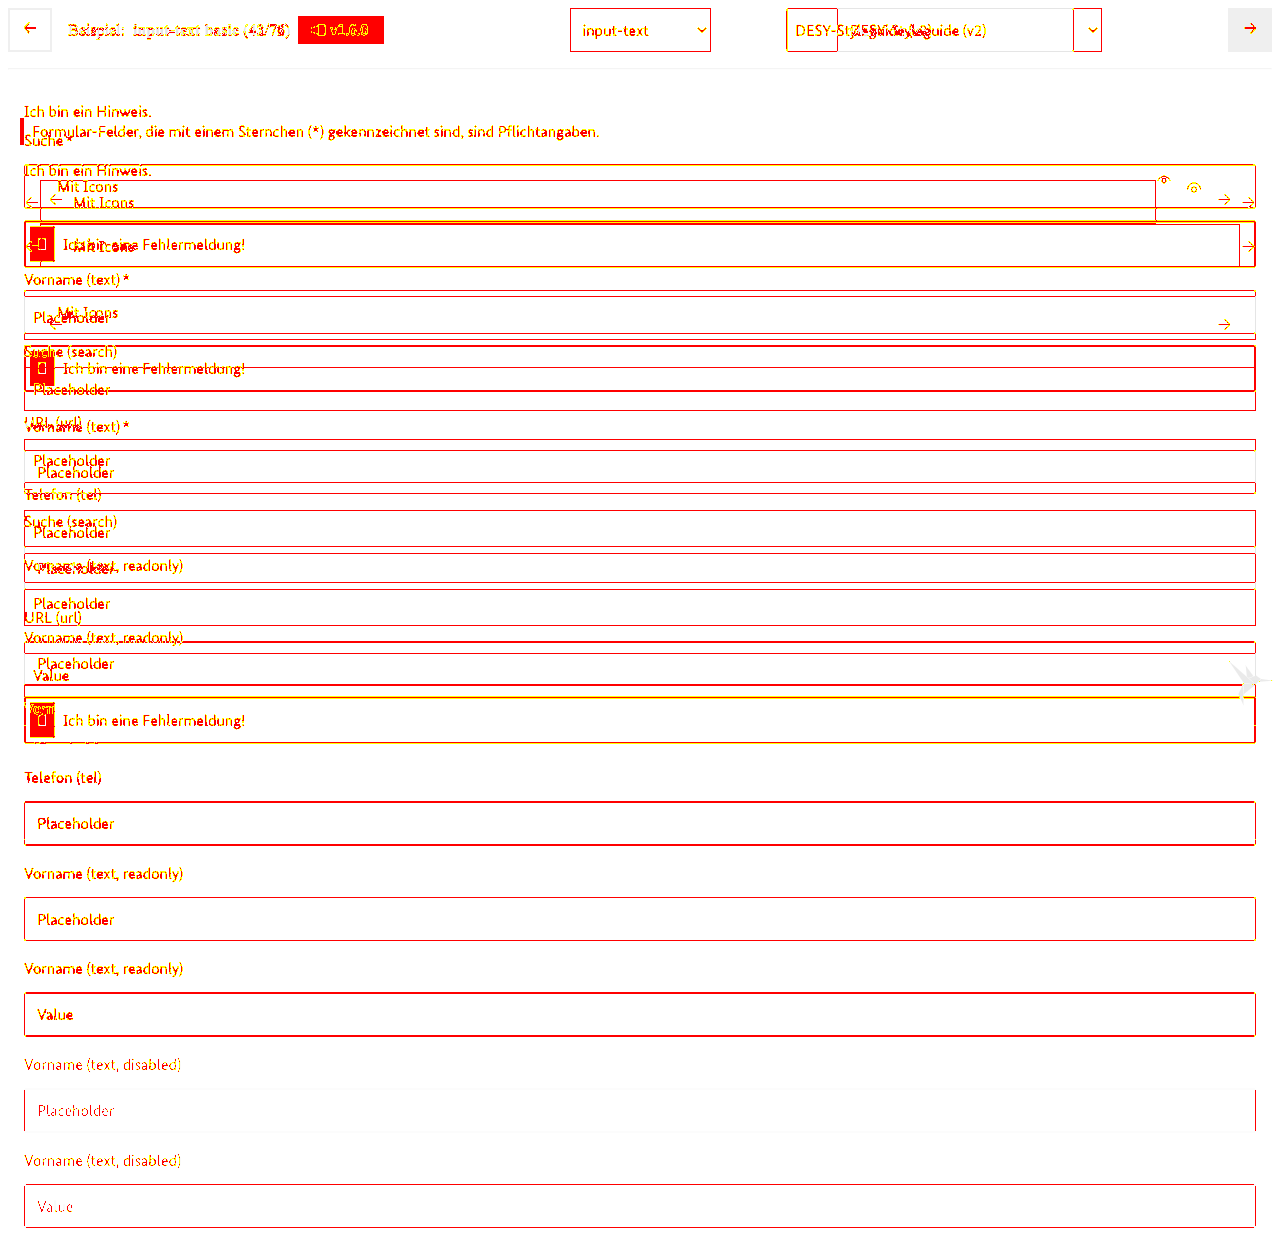 Beispiel: input-text basic v1.6.0 input-text DESY-Styleguide (v2)
Ich bin ein Hinweis.
Formular-Felder, die mit einem Sternchen (*) gekennzeichnet sind, sind Pflichtangaben.
Suche *
Ich bin ein Hinweis.
Mit Icons
Mit Icons
Ich bin eine Fehlermeldung!
Mit Icons
Vorname (text) *
Mit Icons
Placeholder
Suche (search)
Ich bin eine Fehlermeldung!
Placeholder
URL (url)
Vorname (text) *
Placeholder
Placeholder
Telefon (tel)
Suche (search)
Placeholder
Vorname (text, readonly)
Placeholder
Placeholder
URL (url)
Vorname (text, readonly)
Placeholder
Value
Ich bin eine Fehlermeldung!
Telefon (tel)
Placeholder
Vorname (text, readonly)
Placeholder
Vorname (text, readonly)
Value
Vorname (text, disabled)
Placeholder
Vorname (text, disabled)
Value